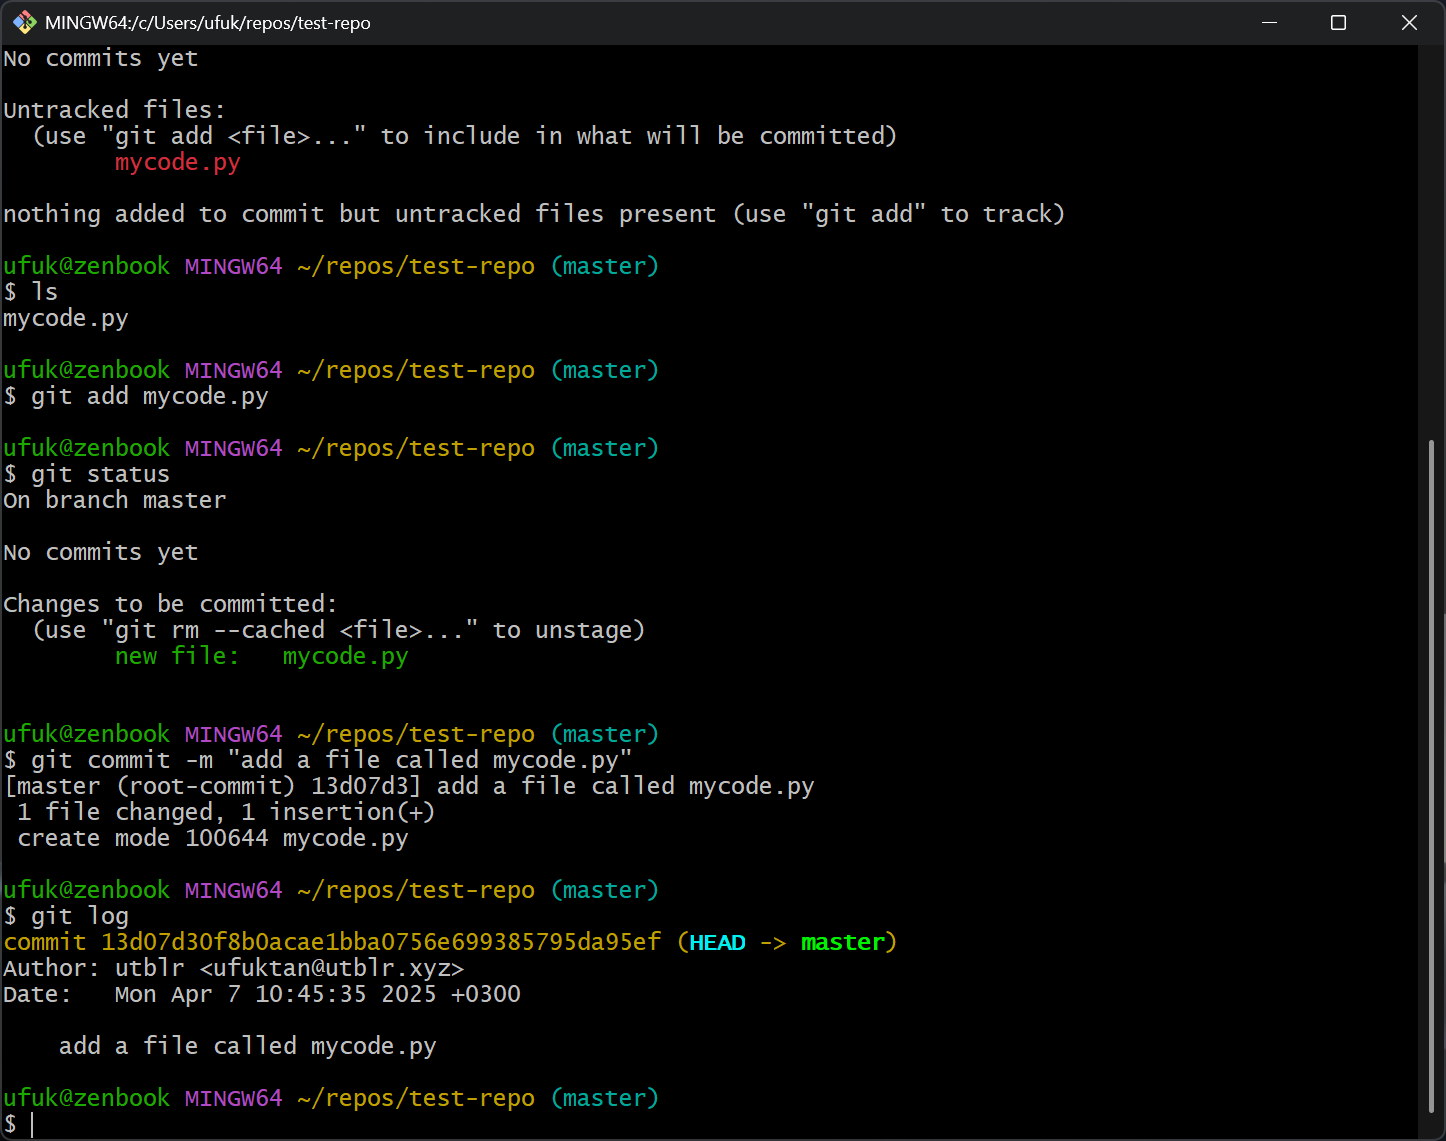 MINGW64:/c/Users/ufuk/repos/test-repo
No commits yet
Untracked files:
  (use "git add <file>..." to include in what will be committed)
        mycode.py
nothing added to commit but untracked files present (use "git add" to track)
ufuk@zenbook MINGW64 ~/repos/test-repo (master)
$ ls
mycode.py
ufuk@zenbook MINGW64 ~/repos/test-repo (master)
$ git add mycode.py
ufuk@zenbook MINGW64 ~/repos/test-repo (master)
$ git status
On branch master
No commits yet
Changes to be committed:
  (use "git rm --cached <file>..." to unstage)
        new file:   mycode.py
ufuk@zenbook MINGW64 ~/repos/test-repo (master)
$ git commit -m "add a file called mycode.py"
[master (root-commit) 13d07d3] add a file called mycode.py
 1 file changed, 1 insertion(+)
 create mode 100644 mycode.py
ufuk@zenbook MINGW64 ~/repos/test-repo (master)
$ git log
commit 13d07d30f8b0acae1bba0756e699385795da95ef (HEAD -> master)
Author: utblr <ufuktan@utblr.xyz>
Date:   Mon Apr 7 10:45:35 2025 +0300
    add a file called mycode.py
ufuk@zenbook MINGW64 ~/repos/test-repo (master)
$